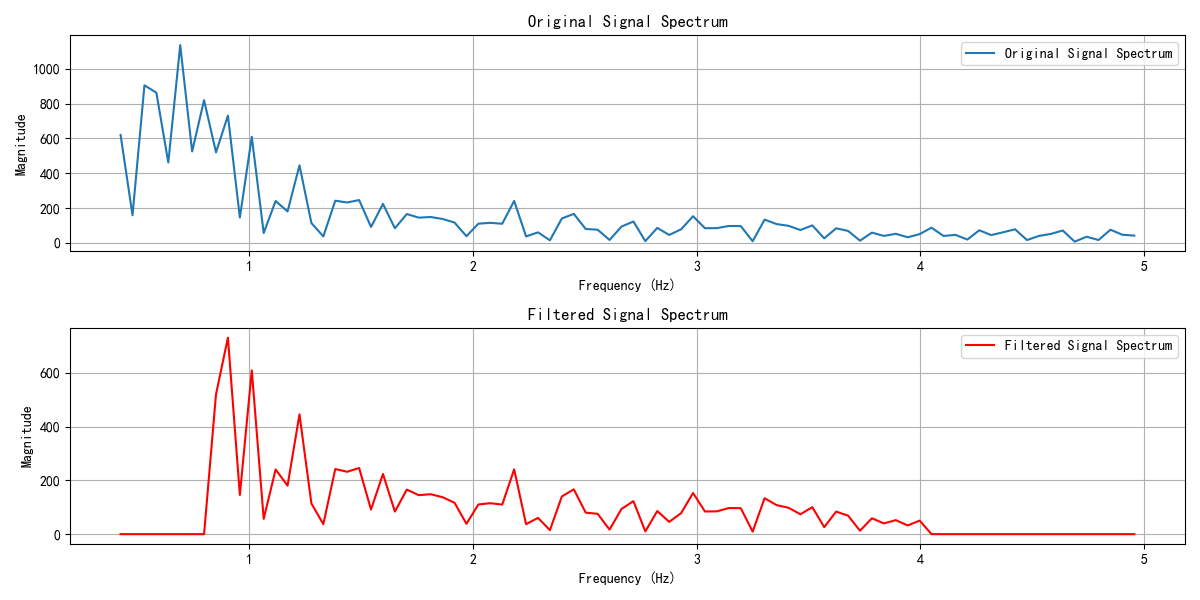 Original Signal Spectrum
Original Signal Spectrum
1000
800
600
400
200
0
Magnitude
1 2 3 4 5
Frequency (Hz)
Filtered Signal Spectrum
Filtered Signal Spectrum
600
400
200
0
Magnitude
1 2 3 4 5
Frequency (Hz)